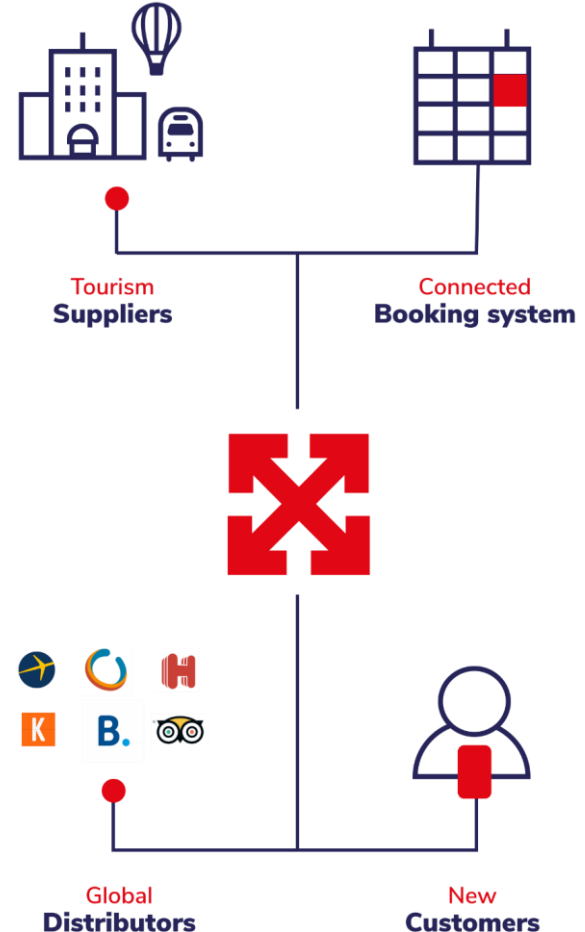 Tourism
Suppliers
Connected
Booking system
K
B.
Global
Distributors
New
Customers